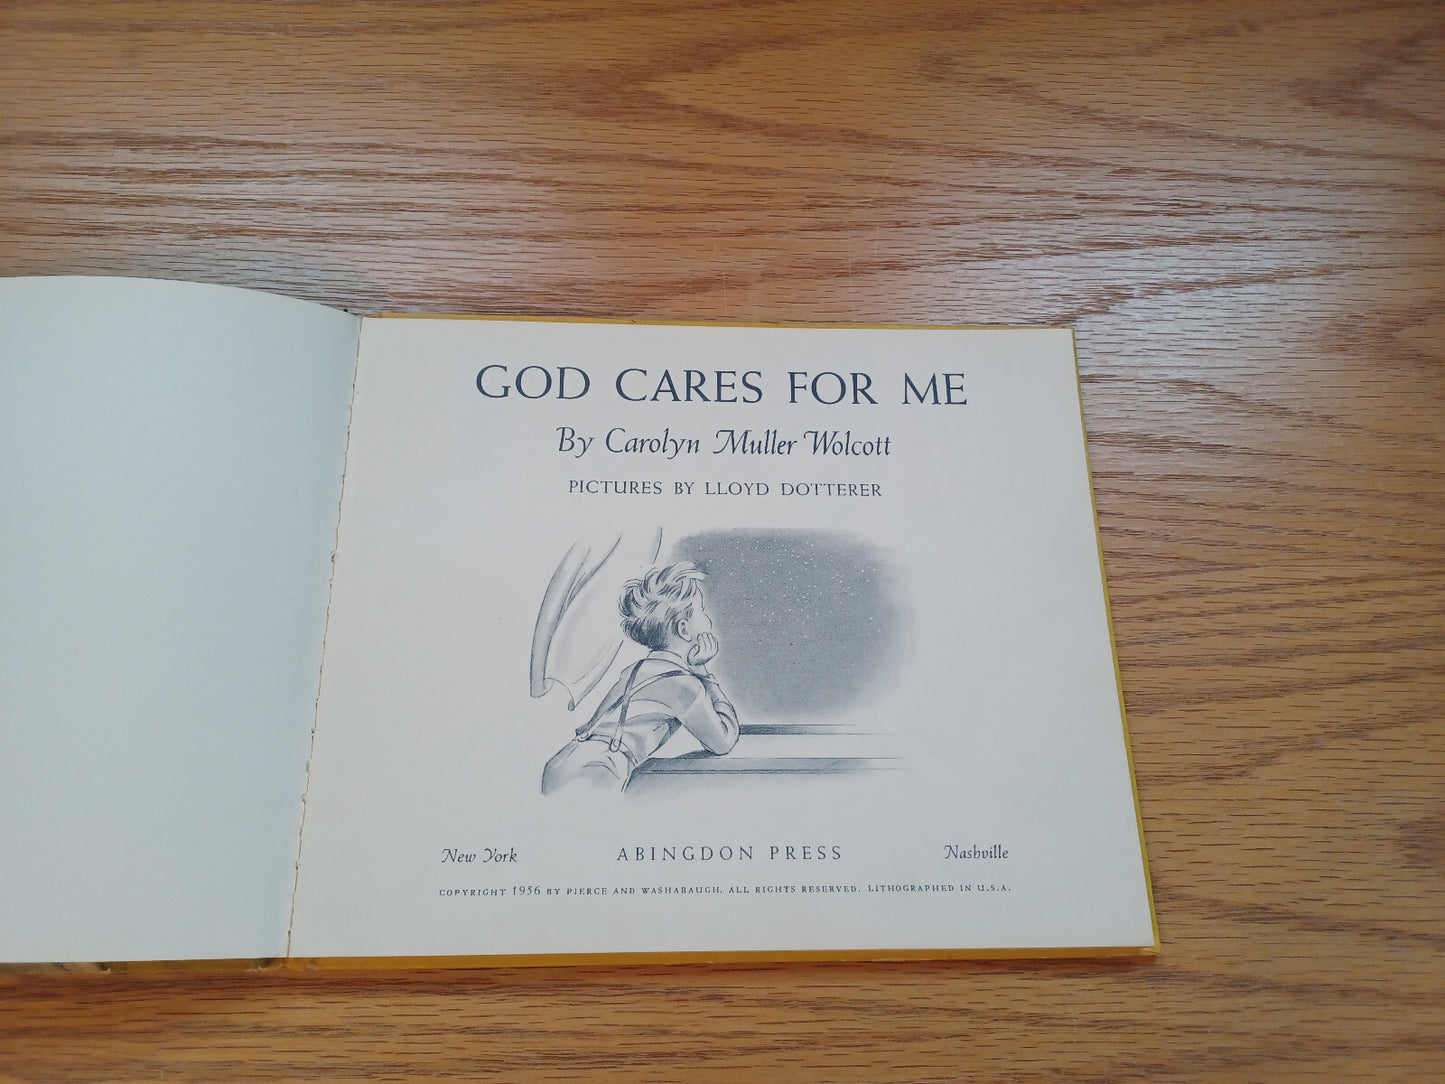 GOD CARES FOR ME
By Carolyn Muller Wolcott
PICTURES BY LLOYD DOTTERER
New York ABINGDON PRESS Nashville
COPYRIGHT 1956 BY PIERCE AND WASHABAUGH. ALL RIGHTS RESERVED. LITHOGRAPHED IN U.S.A.